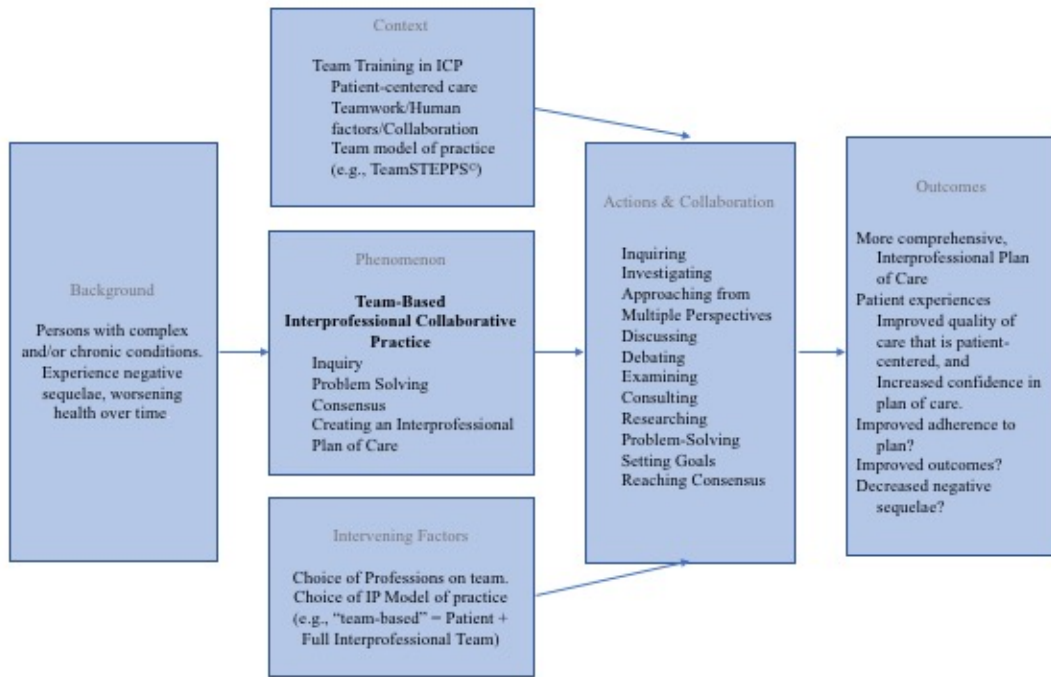 Background
Persons with complex
and/or chronic conditions.
Experience negative
sequelae, worsening
health over time
Context
Team Training in ICP
Patient-centered care
Teamwork/Human
factors/Collaboration
Team model of practice
(e.g., TeamSTEPPS©)
Phenomenon
Team-Based
Interprofessional Collaborative
Practice
Inquiry
Problem Solving
Consensus
Creating an Interprofessional
Plan of Care
Intervening Factors
Choice of Professions on team.
Choice of IP Model of practice
(e.g., “team-based” = Patient +
Full Interprofessional Team)
Actions & Collaboration
Inquiring
Investigating
Approaching from
Multiple Perspectives
Discussing
Debating
Examining
Consulting
Researching
Problem-Solving
Setting Goals
Reaching Consensus
Outcomes
More comprehensive,
Interprofessional Plan
of Care
Patient experiences
Improved quality of
care that is patient-
centered, and
Increased confidence in
plan of care.
Improved adherence to
plan?
Improved outcomes?
Decreased negative
sequelae?